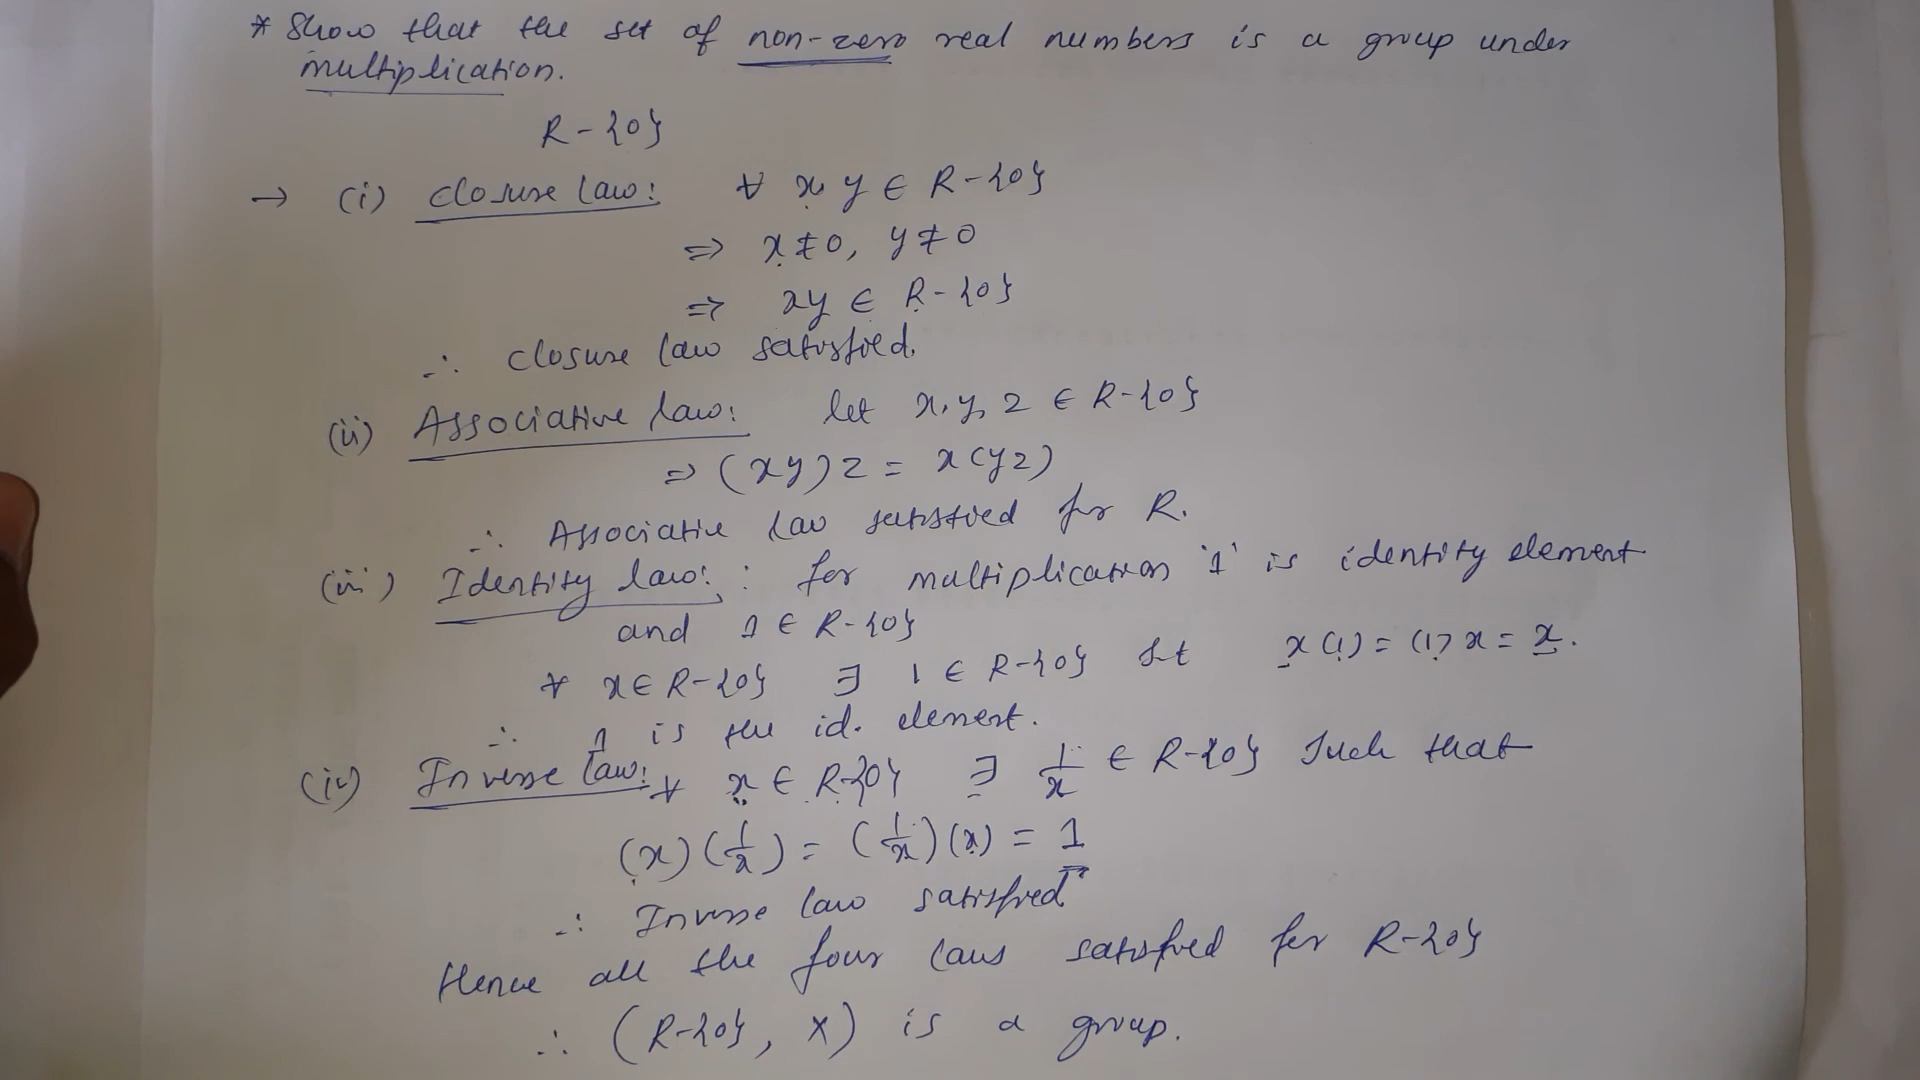 * Show that the set of non-zero real numbers is a group under
multiplication.
R-{0}
→ (i) closure law: ∀ x, y ∈ R-{0}
⇒ x≠0, y≠0
⇒ xy ∈ R-{0}
∴ closure law satisfied.
(ii) Associative law: let x, y, z ∈ R-{0}
⇒ (xy)z = x(yz)
∴ Associative law satisfied for R.
(iii) Identity law: : for multiplication '1' is identity element
and 1 ∈ R-{0}
∀ x ∈ R-{0} ∃ 1 ∈ R-{0} s.t x(1) = (1)x = x.
∴ 1 is the id. element.
(iv) Inverse law: ∀ x ∈ R-{0} ∃ 1/x ∈ R-{0} such that
(x)(1/x) = (1/x)(x) = 1
∴ Inverse law satisfied
Hence all the four laws satisfied for R-{0}
∴ (R-{0}, ×) is a group.